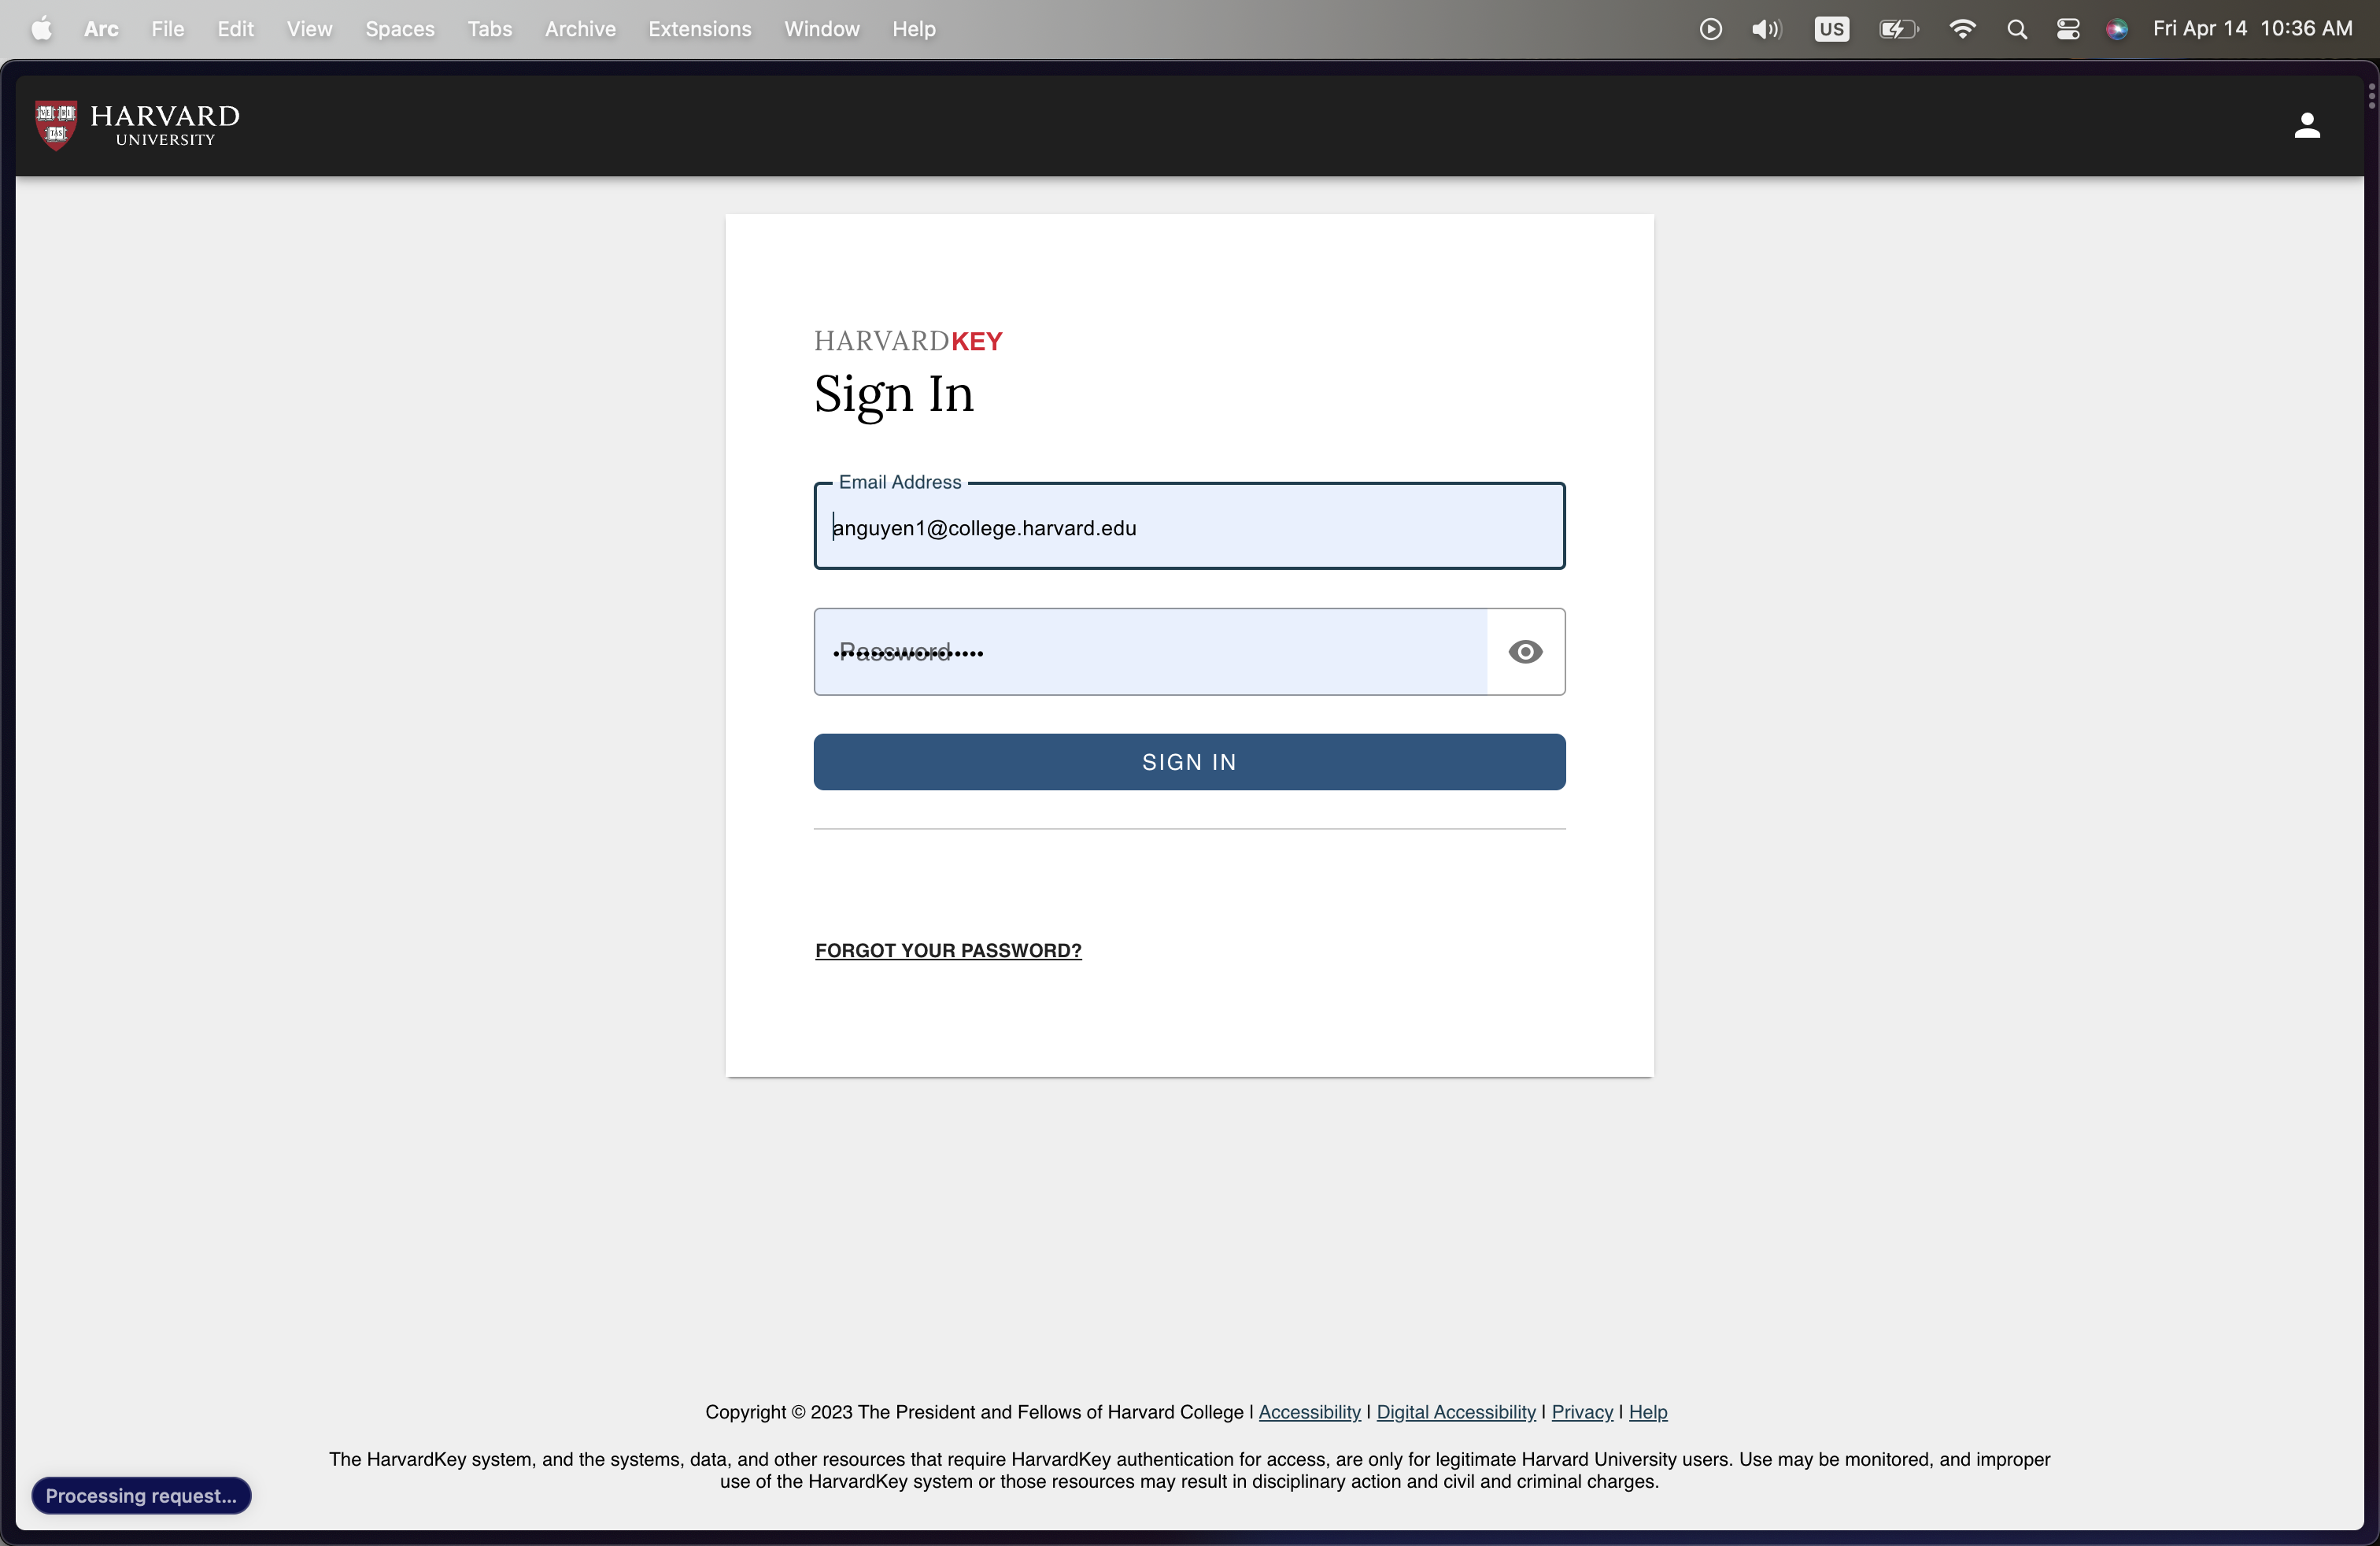 Arc File Edit View Spaces Tabs Archive Extensions Window Help US Fri Apr 14 10:36 AM
HARVARD
UNIVERSITY
HARVARDKEY
Sign In
Email Address
anguyen1@college.harvard.edu
Password
SIGN IN
FORGOT YOUR PASSWORD?
Copyright © 2023 The President and Fellows of Harvard College | Accessibility | Digital Accessibility | Privacy | Help
The HarvardKey system, and the systems, data, and other resources that require HarvardKey authentication for access, are only for legitimate Harvard University users. Use may be monitored, and improper
use of the HarvardKey system or those resources may result in disciplinary action and civil and criminal charges.
Processing request...